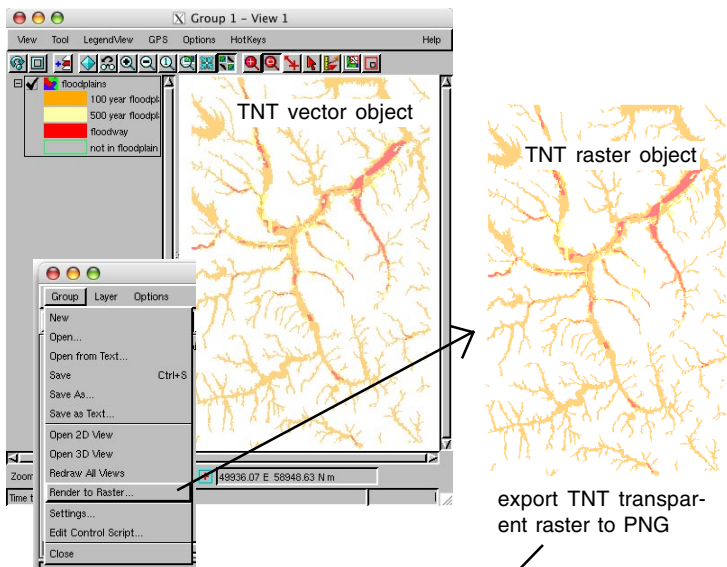 Group 1 - View 1
View Tool LegendView GPS Options HotKeys Help
floodplains
100 year floodpl
500 year floodpl
floodway
not in floodplain
TNT vector object
TNT raster object
Group Layer Options
New
Open...
Open from Text...
Save Ctrl+S
Save As...
Save as Text...
Open 2D View
Open 3D View
Redraw All Views
Render to Raster...
Settings...
Edit Control Script...
Close
Zoom
49936.07 E 58948.63 N m
Time t
export TNT transpar-
ent raster to PNG